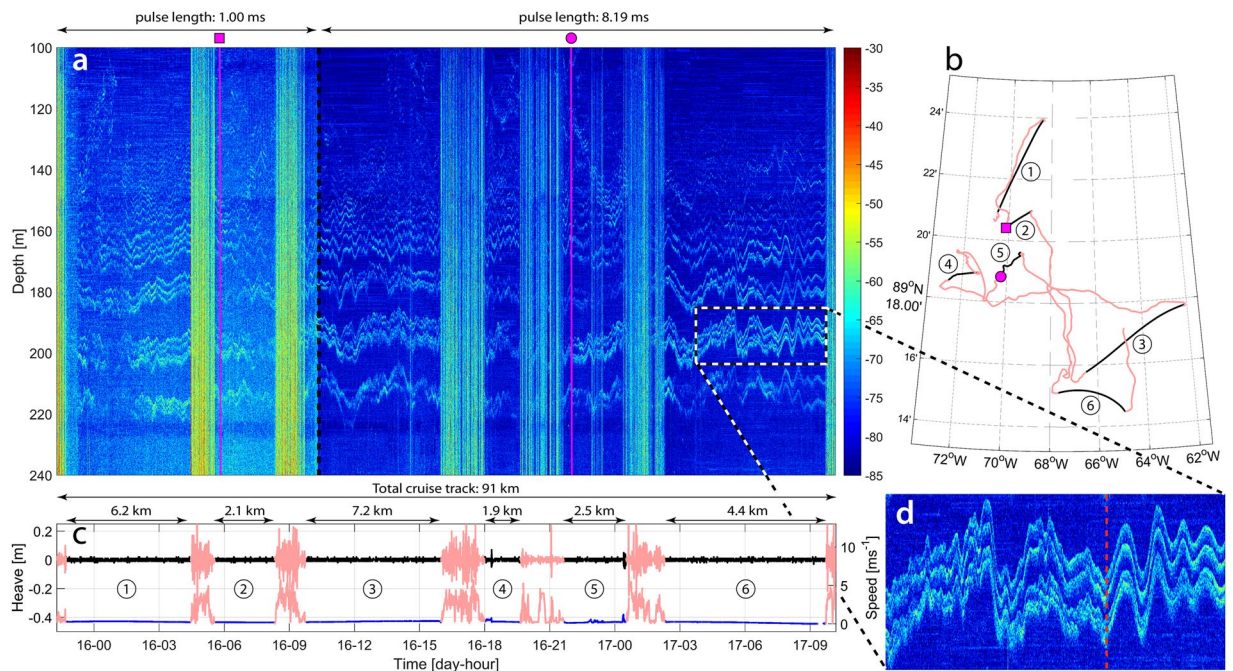 pulse length: 1.00 ms
pulse length: 8.19 ms
a
100
120
140
160
180
200
220
240
Depth [m]
-30
-35
-40
-45
-50
-55
-60
-65
-70
-75
-80
-85
b
24'
22'
20'
89°N
18.00'
16'
14'
72°W
70°W
68°W
66°W
64°W
62°W
①
②
⑤
④
③
⑥
Total cruise track: 91 km
6.2 km
2.1 km
7.2 km
1.9 km
2.5 km
4.4 km
c
0.2
0
-0.2
-0.4
Heave [m]
①
②
③
④
⑤
⑥
10
5
0
Speed [ms⁻¹]
16-00
16-03
16-06
16-09
16-12
16-15
16-18
16-21
17-00
17-03
17-06
17-09
Time [day-hour]
d